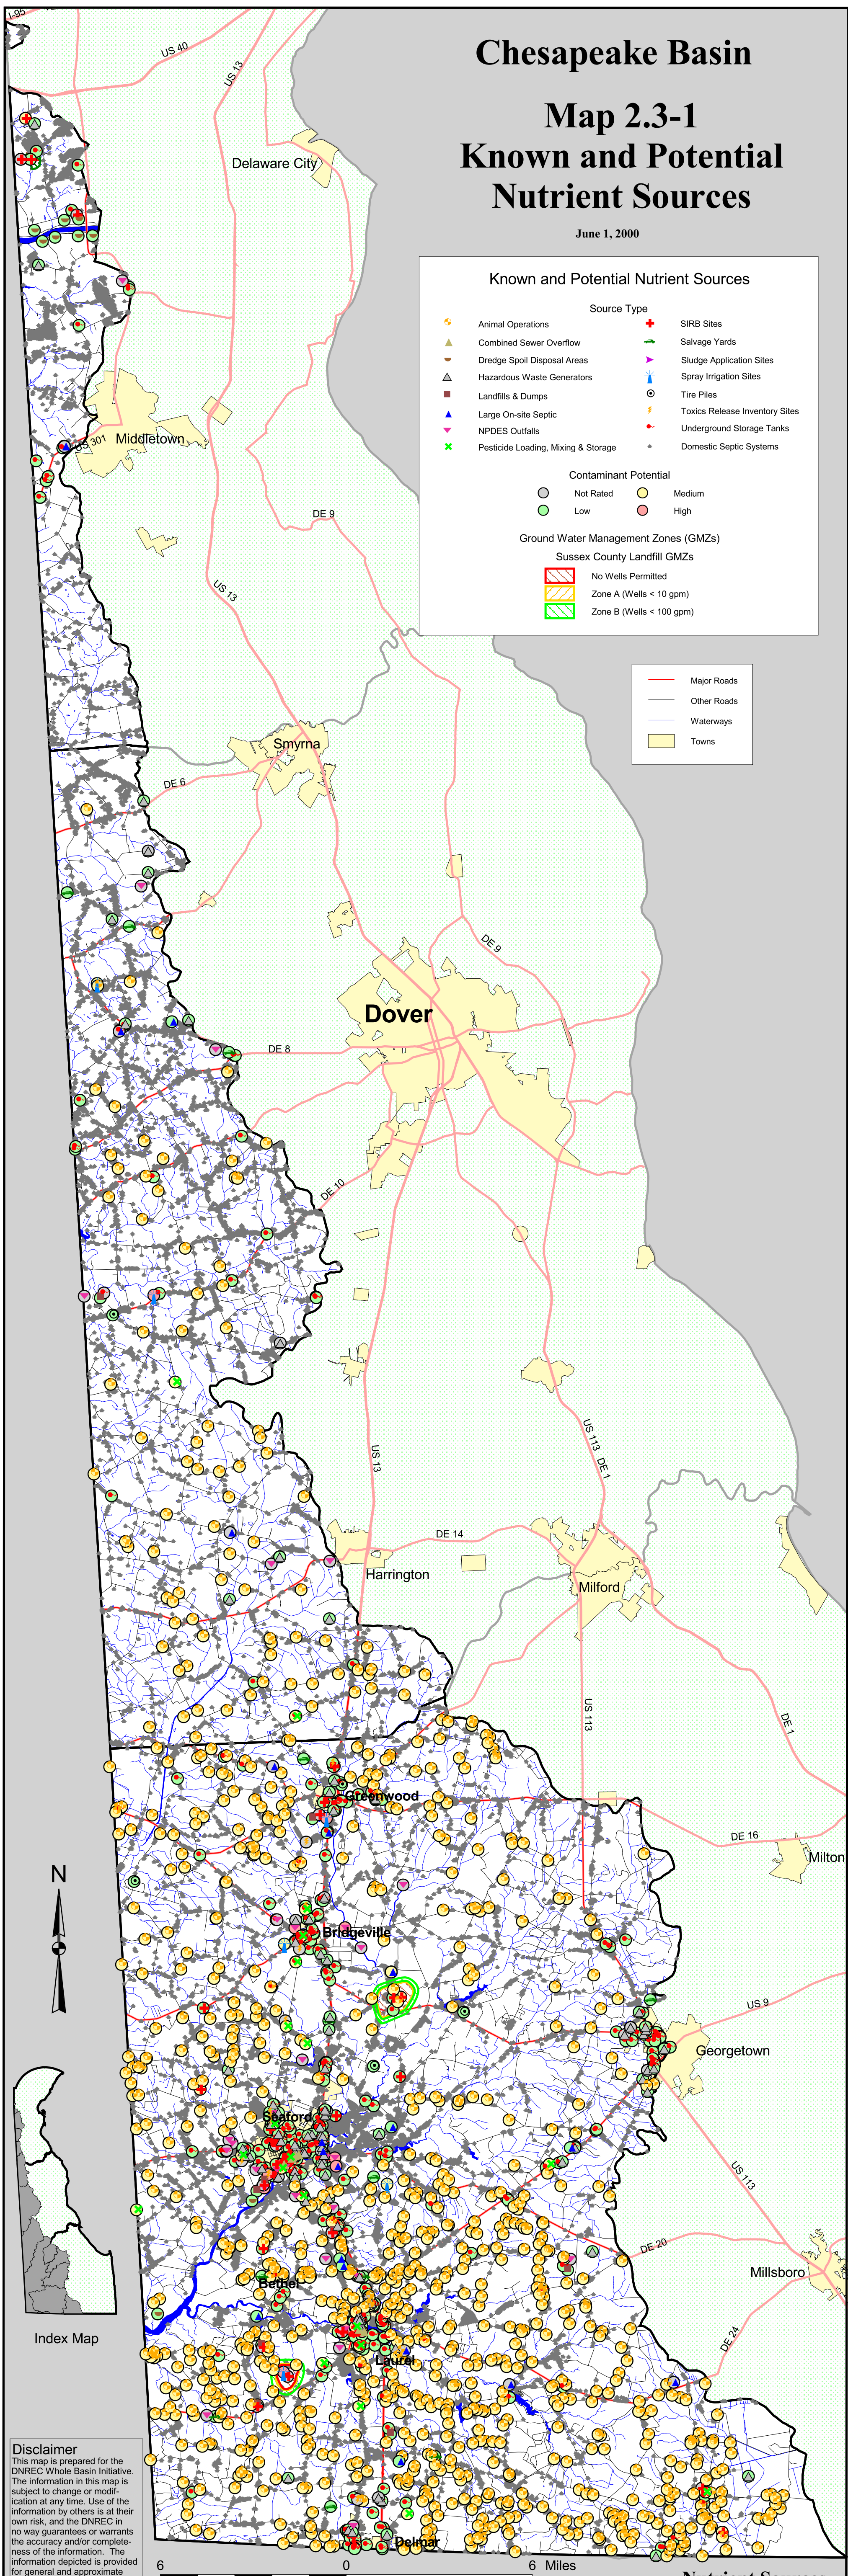 Chesapeake Basin
Map 2.3-1
Known and Potential
Nutrient Sources
June 1, 2000
Known and Potential Nutrient Sources
Source Type
Animal Operations
Combined Sewer Overflow
Dredge Spoil Disposal Areas
Hazardous Waste Generators
Landfills & Dumps
Large On-site Septic
NPDES Outfalls
Pesticide Loading, Mixing & Storage
SIRB Sites
Salvage Yards
Sludge Application Sites
Spray Irrigation Sites
Tire Piles
Toxics Release Inventory Sites
Underground Storage Tanks
Domestic Septic Systems
Contaminant Potential
Not Rated
Medium
Low
High
Ground Water Management Zones (GMZs)
Sussex County Landfill GMZs
No Wells Permitted
Zone A (Wells < 10 gpm)
Zone B (Wells < 100 gpm)
Major Roads
Other Roads
Waterways
Towns
I-95
US 40
US 13
Delaware City
US 301
Middletown
DE 9
US 13
Smyrna
DE 6
DE 9
Dover
DE 8
DE 10
US 13
US 113
DE 1
DE 14
Harrington
Milford
US 113
DE 1
Greenwood
DE 16
Milton
N
Bridgeville
US 9
Georgetown
Seaford
US 113
DE 20
Millsboro
Bethel
DE 24
Laurel
Index Map
Delmar
Disclaimer
This map is prepared for the
DNREC Whole Basin Initiative.
The information in this map is
subject to change or modif-
ication at any time. Use of the
information by others is at their
own risk, and the DNREC in
no way guarantees or warrants
the accuracy and/or complete-
ness of the information. The
information depicted is provided
for general and approximate
6 0 6 Miles
Nutrient Sources